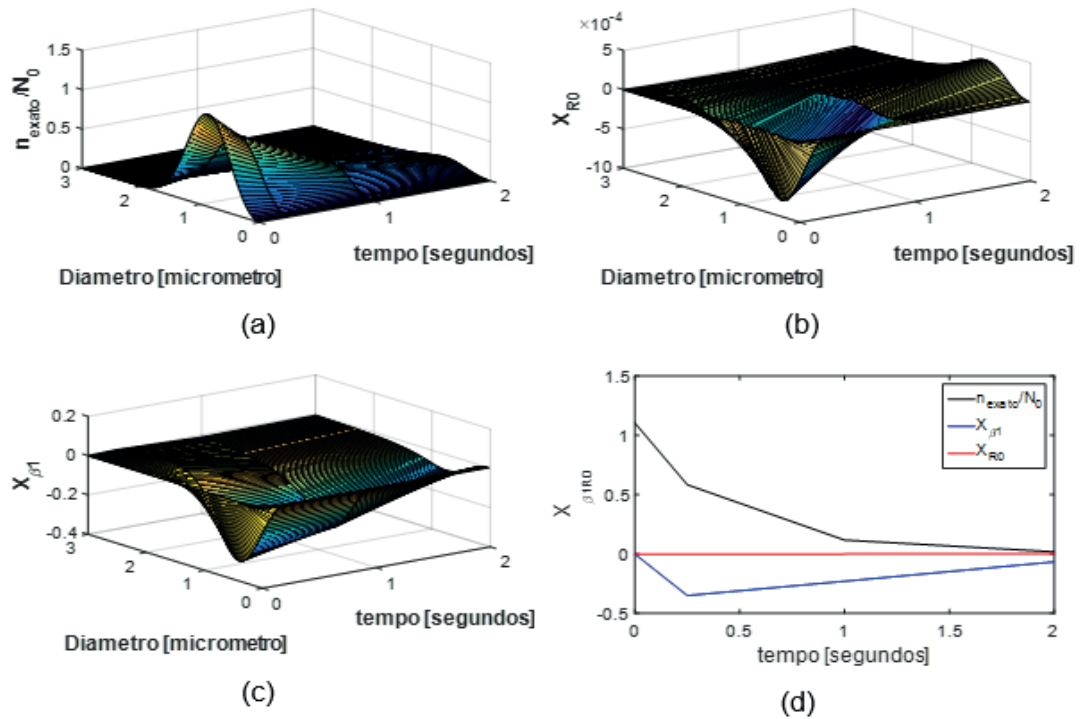 n_exato/N_0
1.5
1
0.5
0
3
2
1
0
0
1
2
Diametro [micrometro]
tempo [segundos]
(a)
×10^-4
X_R0
5
0
-5
-10
3
2
1
0
0
1
2
Diametro [micrometro]
tempo [segundos]
(b)
X_β1
0.2
0
-0.2
-0.4
3
2
1
0
0
1
2
Diametro [micrometro]
tempo [segundos]
(c)
X_β1R0
1.5
1
0.5
0
-0.5
0
0.5
1
1.5
2
n_exato/N_0
X_β1
X_R0
tempo [segundos]
(d)